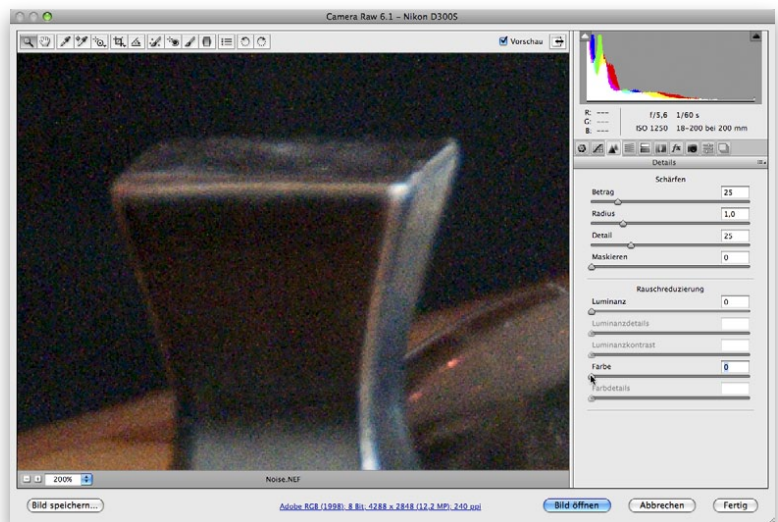 Camera Raw 6.1 – Nikon D300S
Vorschau
R: ---
G: ---
B: ---
f/5,6 1/60 s
ISO 1250 18–200 bei 200 mm
fx
Details
Schärfen
Betrag 25
Radius 1,0
Detail 25
Maskieren 0
Rauschreduzierung
Luminanz 0
Luminanzdetails
Luminanzkontrast
Farbe 0
Farbdetails
200% Noise.NEF
Bild speichern... Adobe RGB (1998); 8 Bit; 4288 x 2848 (12,2 MP); 240 ppi Bild öffnen Abbrechen Fertig